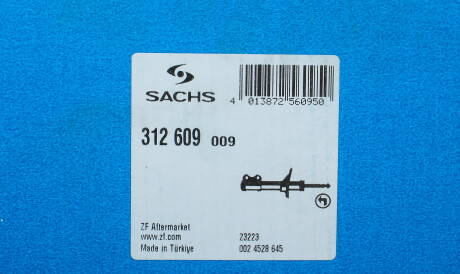 SACHS
4 013872 560950
312 609 009
ZF Aftermarket
www.zf.com 23223
Made in Türkiye 002 4528 645